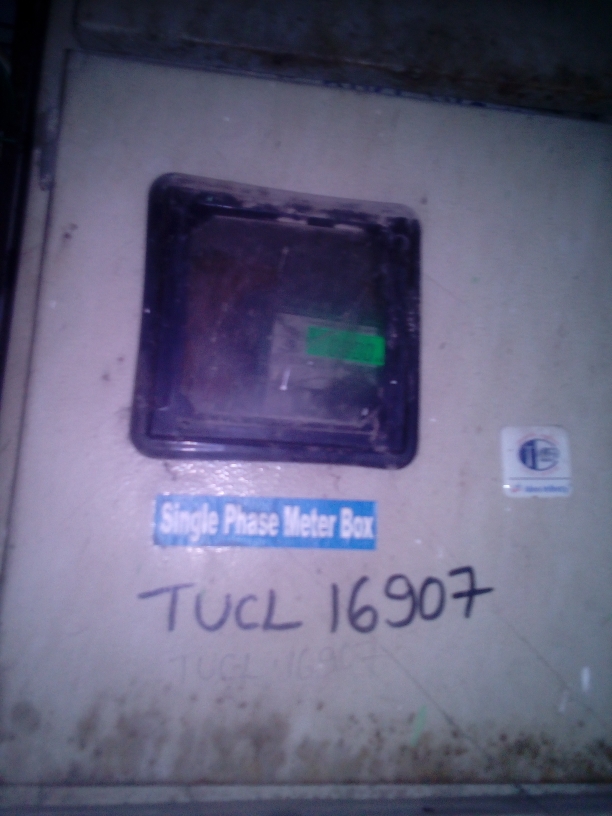 Single Phase Meter Box
TUCL 16907
TUCL 16907